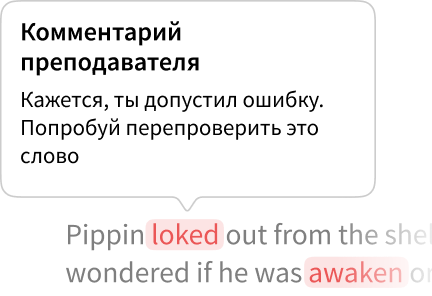 Комментарий
преподавателя
Кажется, ты допустил ошибку.
Попробуй перепроверить это
слово
Pippin loked out from the
wondered if he was awaken